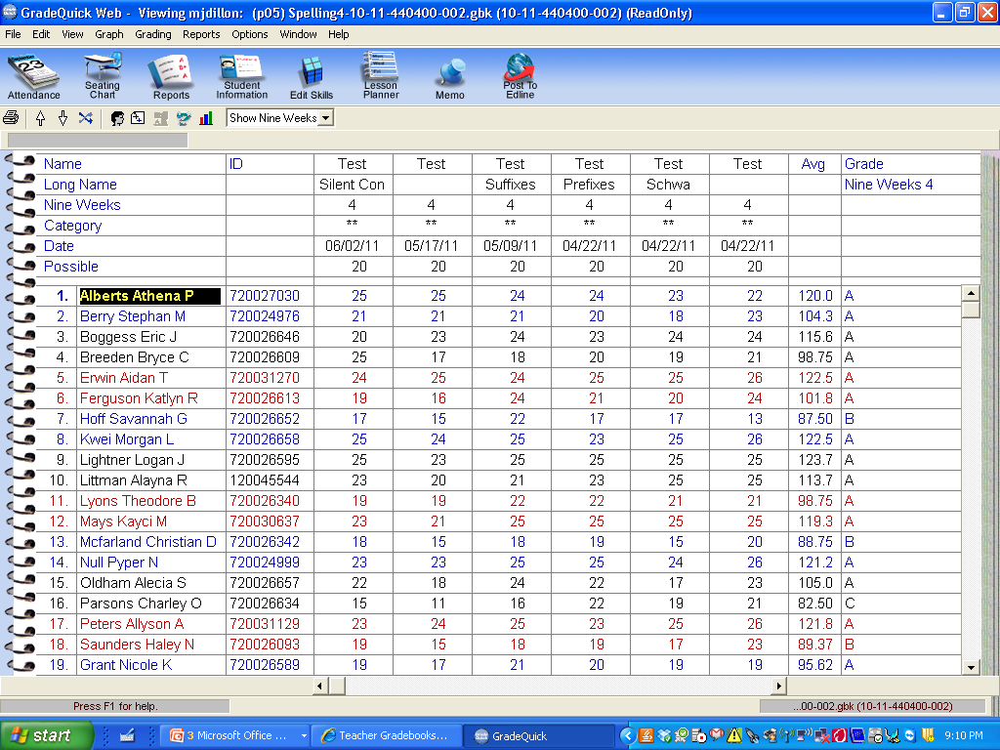 GradeQuick Web - Viewing mjdillon: (p05) Spelling4-10-11-440400-002.gbk (10-11-440400-002) (ReadOnly)
File Edit View Graph Grading Reports Options Window Help
Attendance Seating Chart Reports Student Information Edit Skills Lesson Planner Memo Post To Edline
Show Nine Weeks
Name ID Test Test Test Test Test Test Avg Grade
Long Name Silent Con Suffixes Prefixes Schwa Nine Weeks 4
Nine Weeks 4 4 4 4 4 4
Category ** ** ** ** ** **
Date 06/02/11 05/17/11 05/09/11 04/22/11 04/22/11 04/22/11
Possible 20 20 20 20 20 20
1. Alberts Athena P 720027030 25 25 24 24 23 22 120.0 A
2. Berry Stephan M 720024976 21 21 21 20 18 23 104.3 A
3. Boggess Eric J 720026646 20 23 24 23 24 24 115.6 A
4. Breeden Bryce C 720026609 25 17 18 20 19 21 98.75 A
5. Erwin Aidan T 720031270 24 25 24 25 25 26 122.5 A
6. Ferguson Katlyn R 720026613 19 16 24 21 20 24 101.8 A
7. Hoff Savannah G 720026652 17 15 22 17 17 13 87.50 B
8. Kwei Morgan L 720026658 25 24 25 23 25 26 122.5 A
9. Lightner Logan J 720026595 25 23 25 25 25 25 123.7 A
10. Littman Alayna R 120045544 23 20 21 23 25 25 113.7 A
11. Lyons Theodore B 720026340 19 19 22 22 21 21 98.75 A
12. Mays Kayci M 720030637 23 21 25 25 25 25 119.3 A
13. Mcfarland Christian D 720026342 18 15 18 19 15 20 88.75 B
14. Null Pyper N 720024999 23 23 25 25 24 26 121.2 A
15. Oldham Alecia S 720026657 22 18 24 22 17 23 105.0 A
16. Parsons Charley O 720026634 15 11 16 22 19 21 82.50 C
17. Peters Allyson A 720031129 23 24 25 23 25 26 121.8 A
18. Saunders Haley N 720026093 19 15 18 19 17 23 89.37 B
19. Grant Nicole K 720026589 19 17 21 20 19 19 95.62 A
Press F1 for help. ...00-002.gbk (10-11-440400-002)
start 3 Microsoft Office ... Teacher Gradebooks... GradeQuick 9:10 PM